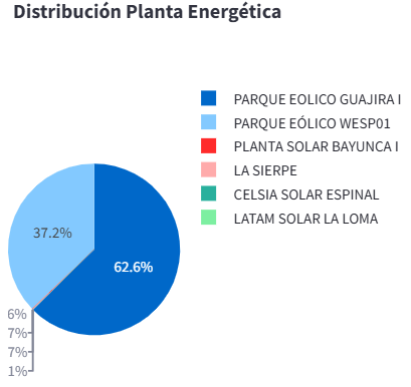 Distribución Planta Energética
PARQUE EOLICO GUAJIRA I
PARQUE EÓLICO WESP01
PLANTA SOLAR BAYUNCA I
LA SIERPE
CELSIA SOLAR ESPINAL
LATAM SOLAR LA LOMA
37.2%
62.6%
6%
7%
7%
1%